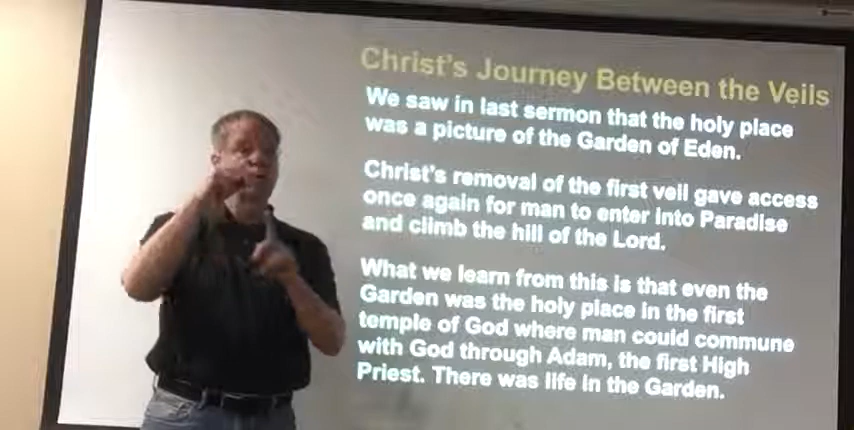 Christ's Journey Between the Veils
We saw in last sermon that the holy place
was a picture of the Garden of Eden.
Christ's removal of the first veil gave access
once again for man to enter into Paradise
and climb the hill of the Lord.
What we learn from this is that even the
Garden was the holy place in the first
temple of God where man could commune
with God through Adam, the first High
Priest. There was life in the Garden.